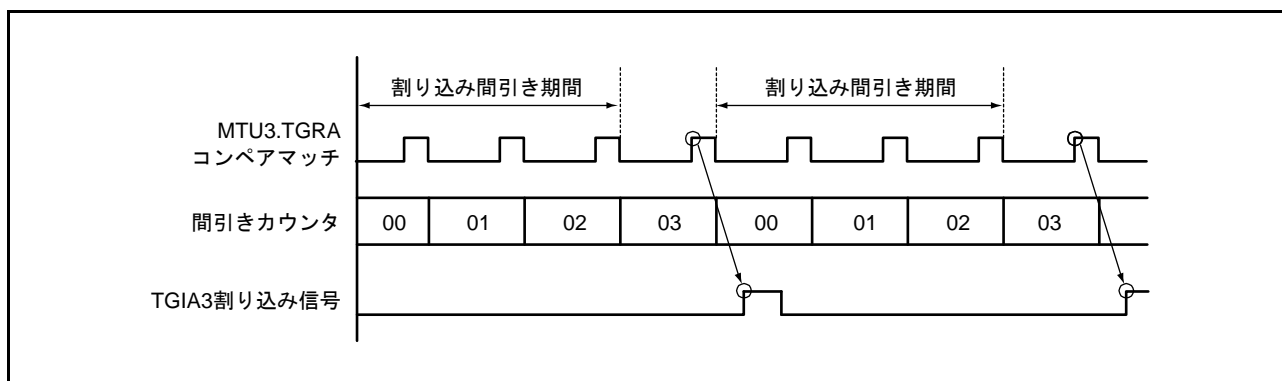 割り込み間引き期間 割り込み間引き期間
MTU3.TGRA
コンペアマッチ
間引きカウンタ 00 01 02 03 00 01 02 03
TGIA3割り込み信号